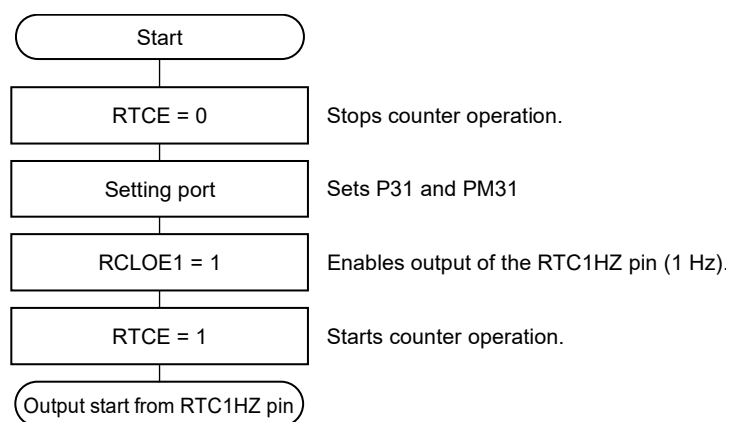 Start
RTCE = 0
Stops counter operation.
Setting port
Sets P31 and PM31
RCLOE1 = 1
Enables output of the RTC1HZ pin (1 Hz).
RTCE = 1
Starts counter operation.
Output start from RTC1HZ pin